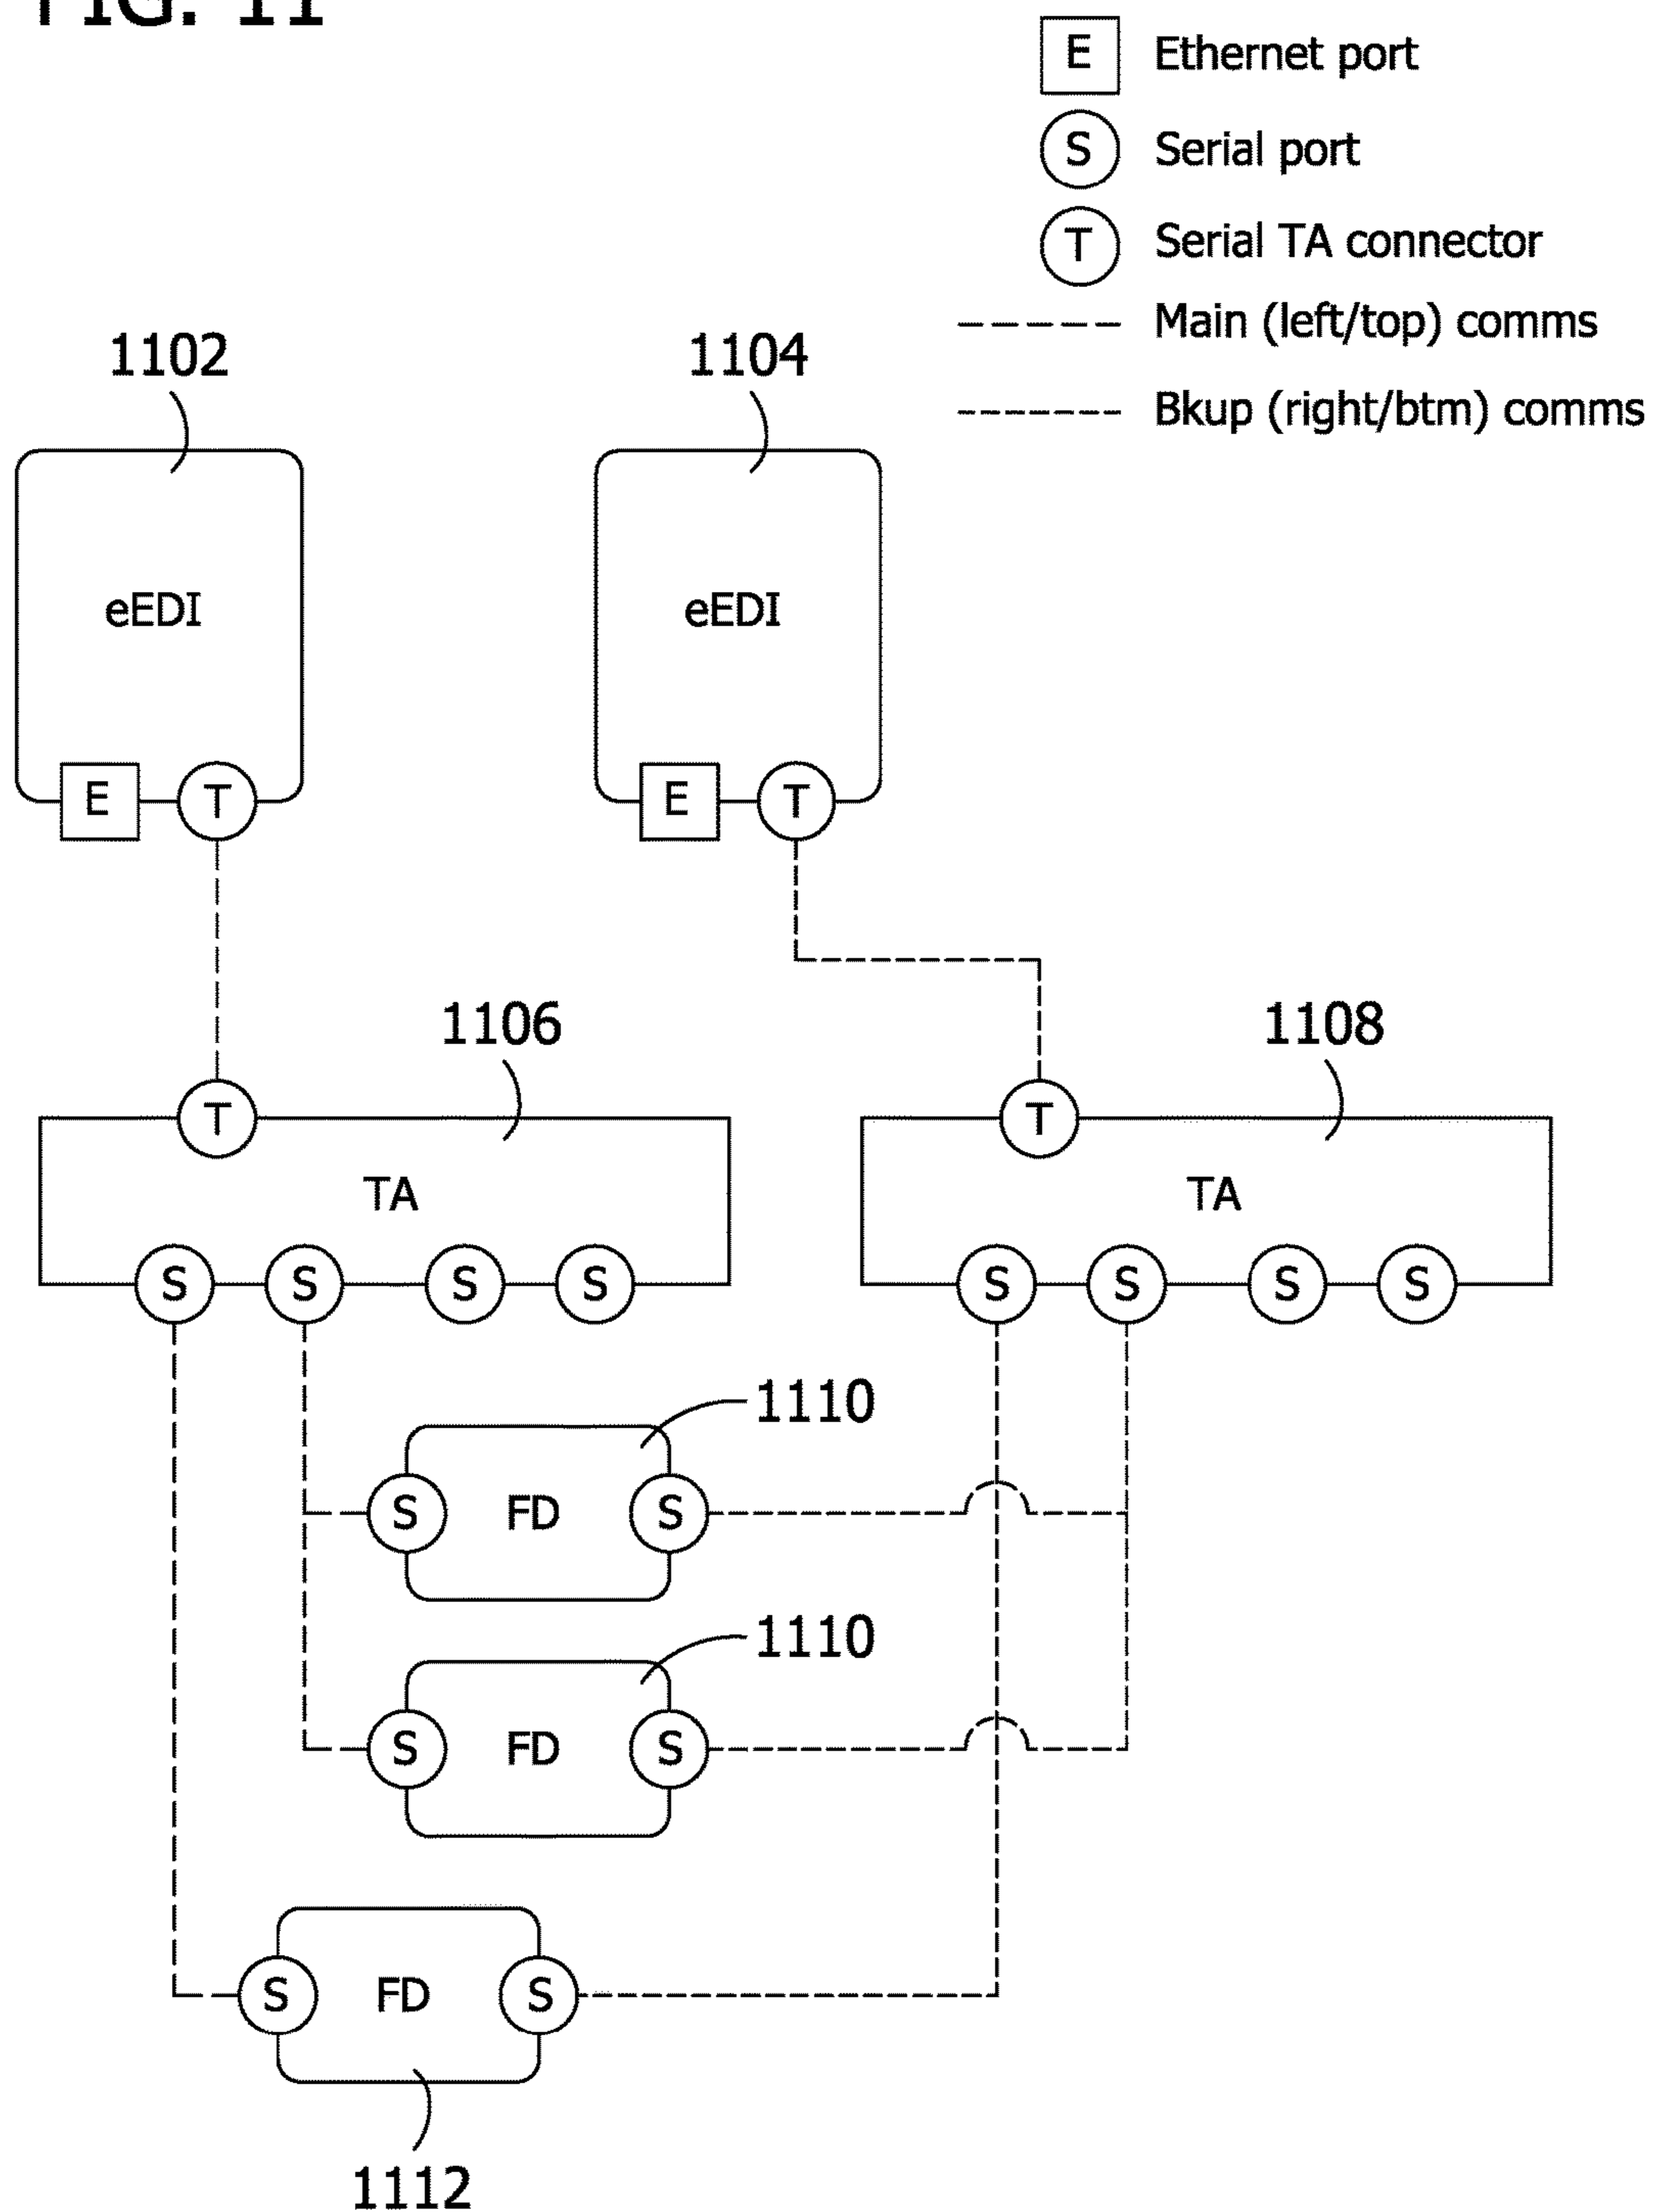 FIG. 11
E Ethernet port
S Serial port
T Serial TA connector
Main (left/top) comms
Bkup (right/btm) comms
1102
1104
eEDI
eEDI
E T
E T
1106
1108
T
T
TA
TA
S S S S
S S S S
1110
S FD S
1110
S FD S
S FD S
1112